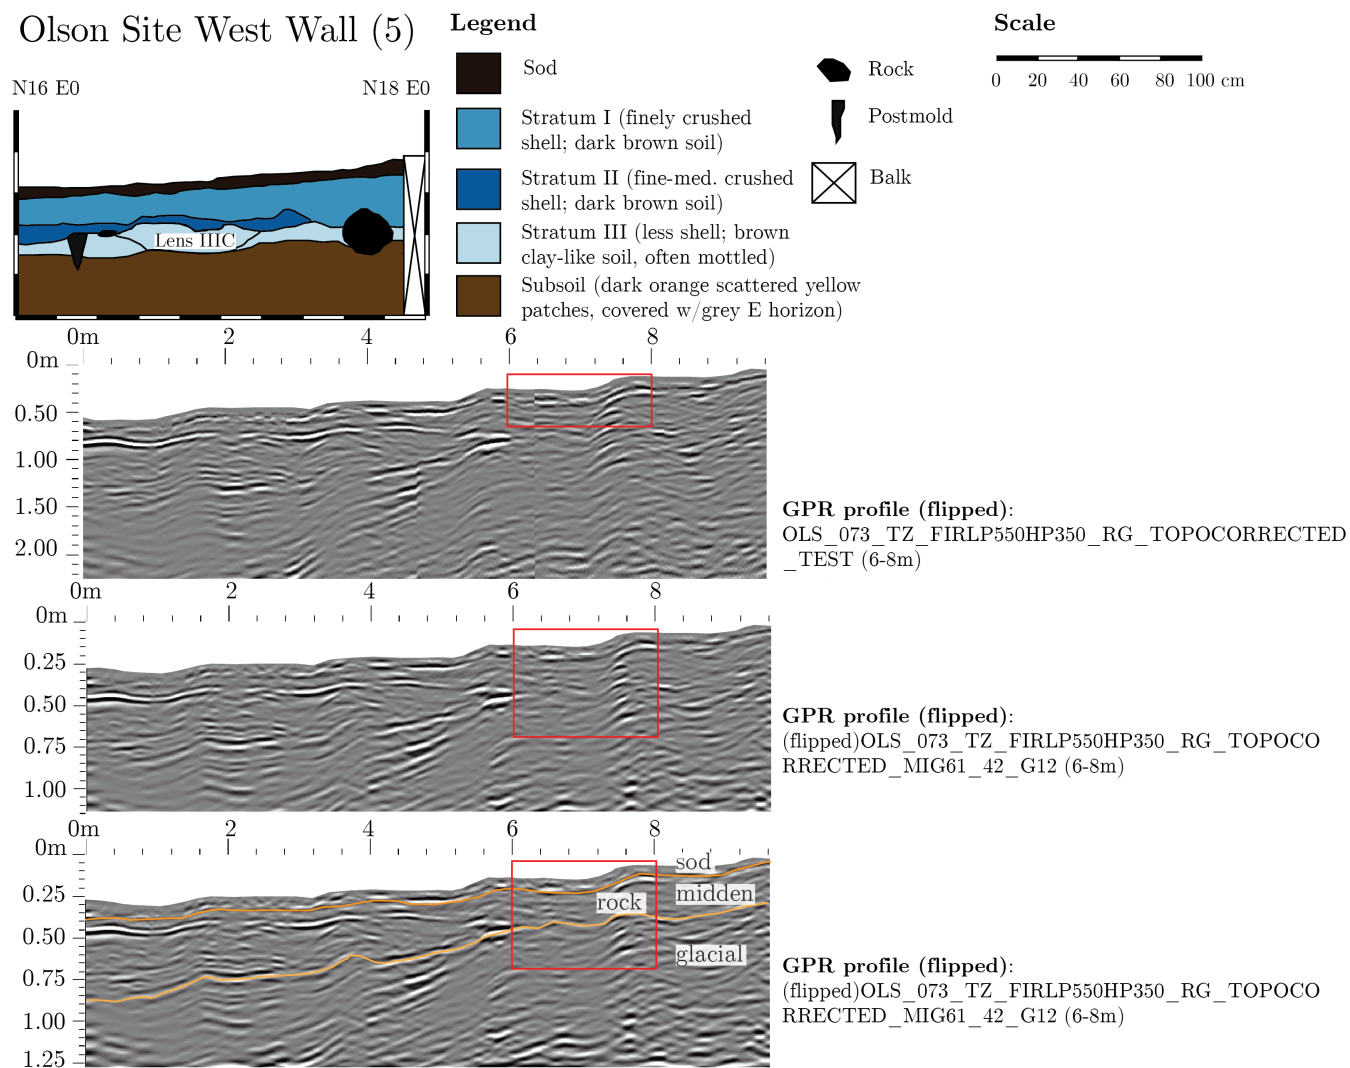 Olson Site West Wall (5)
N16 E0
N18 E0
Lens IIIC
Legend
Sod
Stratum I (finely crushed
shell; dark brown soil)
Stratum II (fine-med. crushed
shell; dark brown soil)
Stratum III (less shell; brown
clay-like soil, often mottled)
Subsoil (dark orange scattered yellow
patches, covered w/grey E horizon)
Rock
Postmold
Balk
Scale
0 20 40 60 80 100 cm
0m 2 4 6 8
0m
0.50
1.00
1.50
2.00
GPR profile (flipped):
OLS_073_TZ_FIRLP550HP350_RG_TOPOCORRECTED
_TEST (6-8m)
0m 2 4 6 8
0m
0.25
0.50
0.75
1.00
GPR profile (flipped):
(flipped)OLS_073_TZ_FIRLP550HP350_RG_TOPOCO
RRECTED_MIG61_42_G12 (6-8m)
0m 2 4 6 8
0m
0.25
0.50
0.75
1.00
1.25
sod
midden
rock
glacial
GPR profile (flipped):
(flipped)OLS_073_TZ_FIRLP550HP350_RG_TOPOCO
RRECTED_MIG61_42_G12 (6-8m)